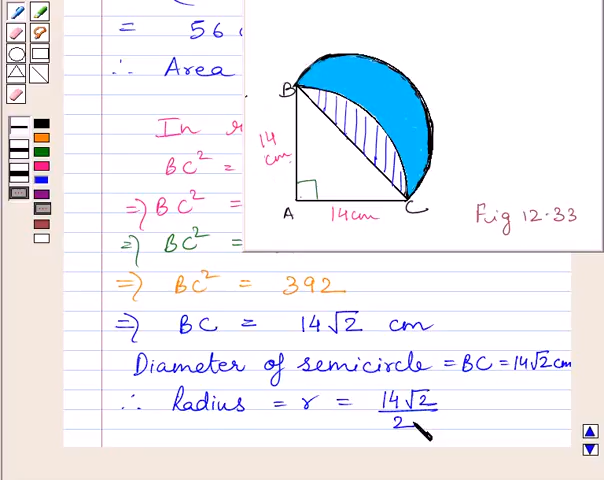 = 56
∴ Area
In
BC² =
⇒ BC² =
⇒ BC² =
⇒ BC² = 392
⇒ BC = 14√2 cm
Diameter of semicircle = BC = 14√2 cm
∴ Radius = r = 14√2/2
B
14 cm
A
14cm
C
Fig 12.33